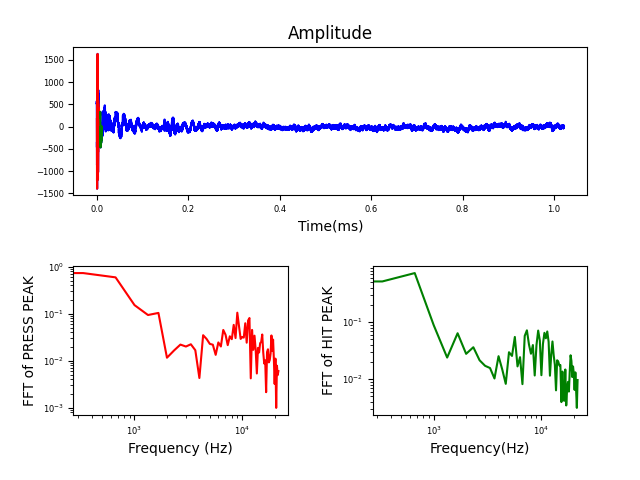 Amplitude
1500
1000
500
0
−500
−1000
−1500
0.0 0.2 0.4 0.6 0.8 1.0
Time(ms)
FFT of PRESS PEAK
10⁰
10⁻¹
10⁻²
10⁻³
10³ 10⁴
Frequency (Hz)
FFT of HIT PEAK
10⁻¹
10⁻²
10³ 10⁴
Frequency(Hz)